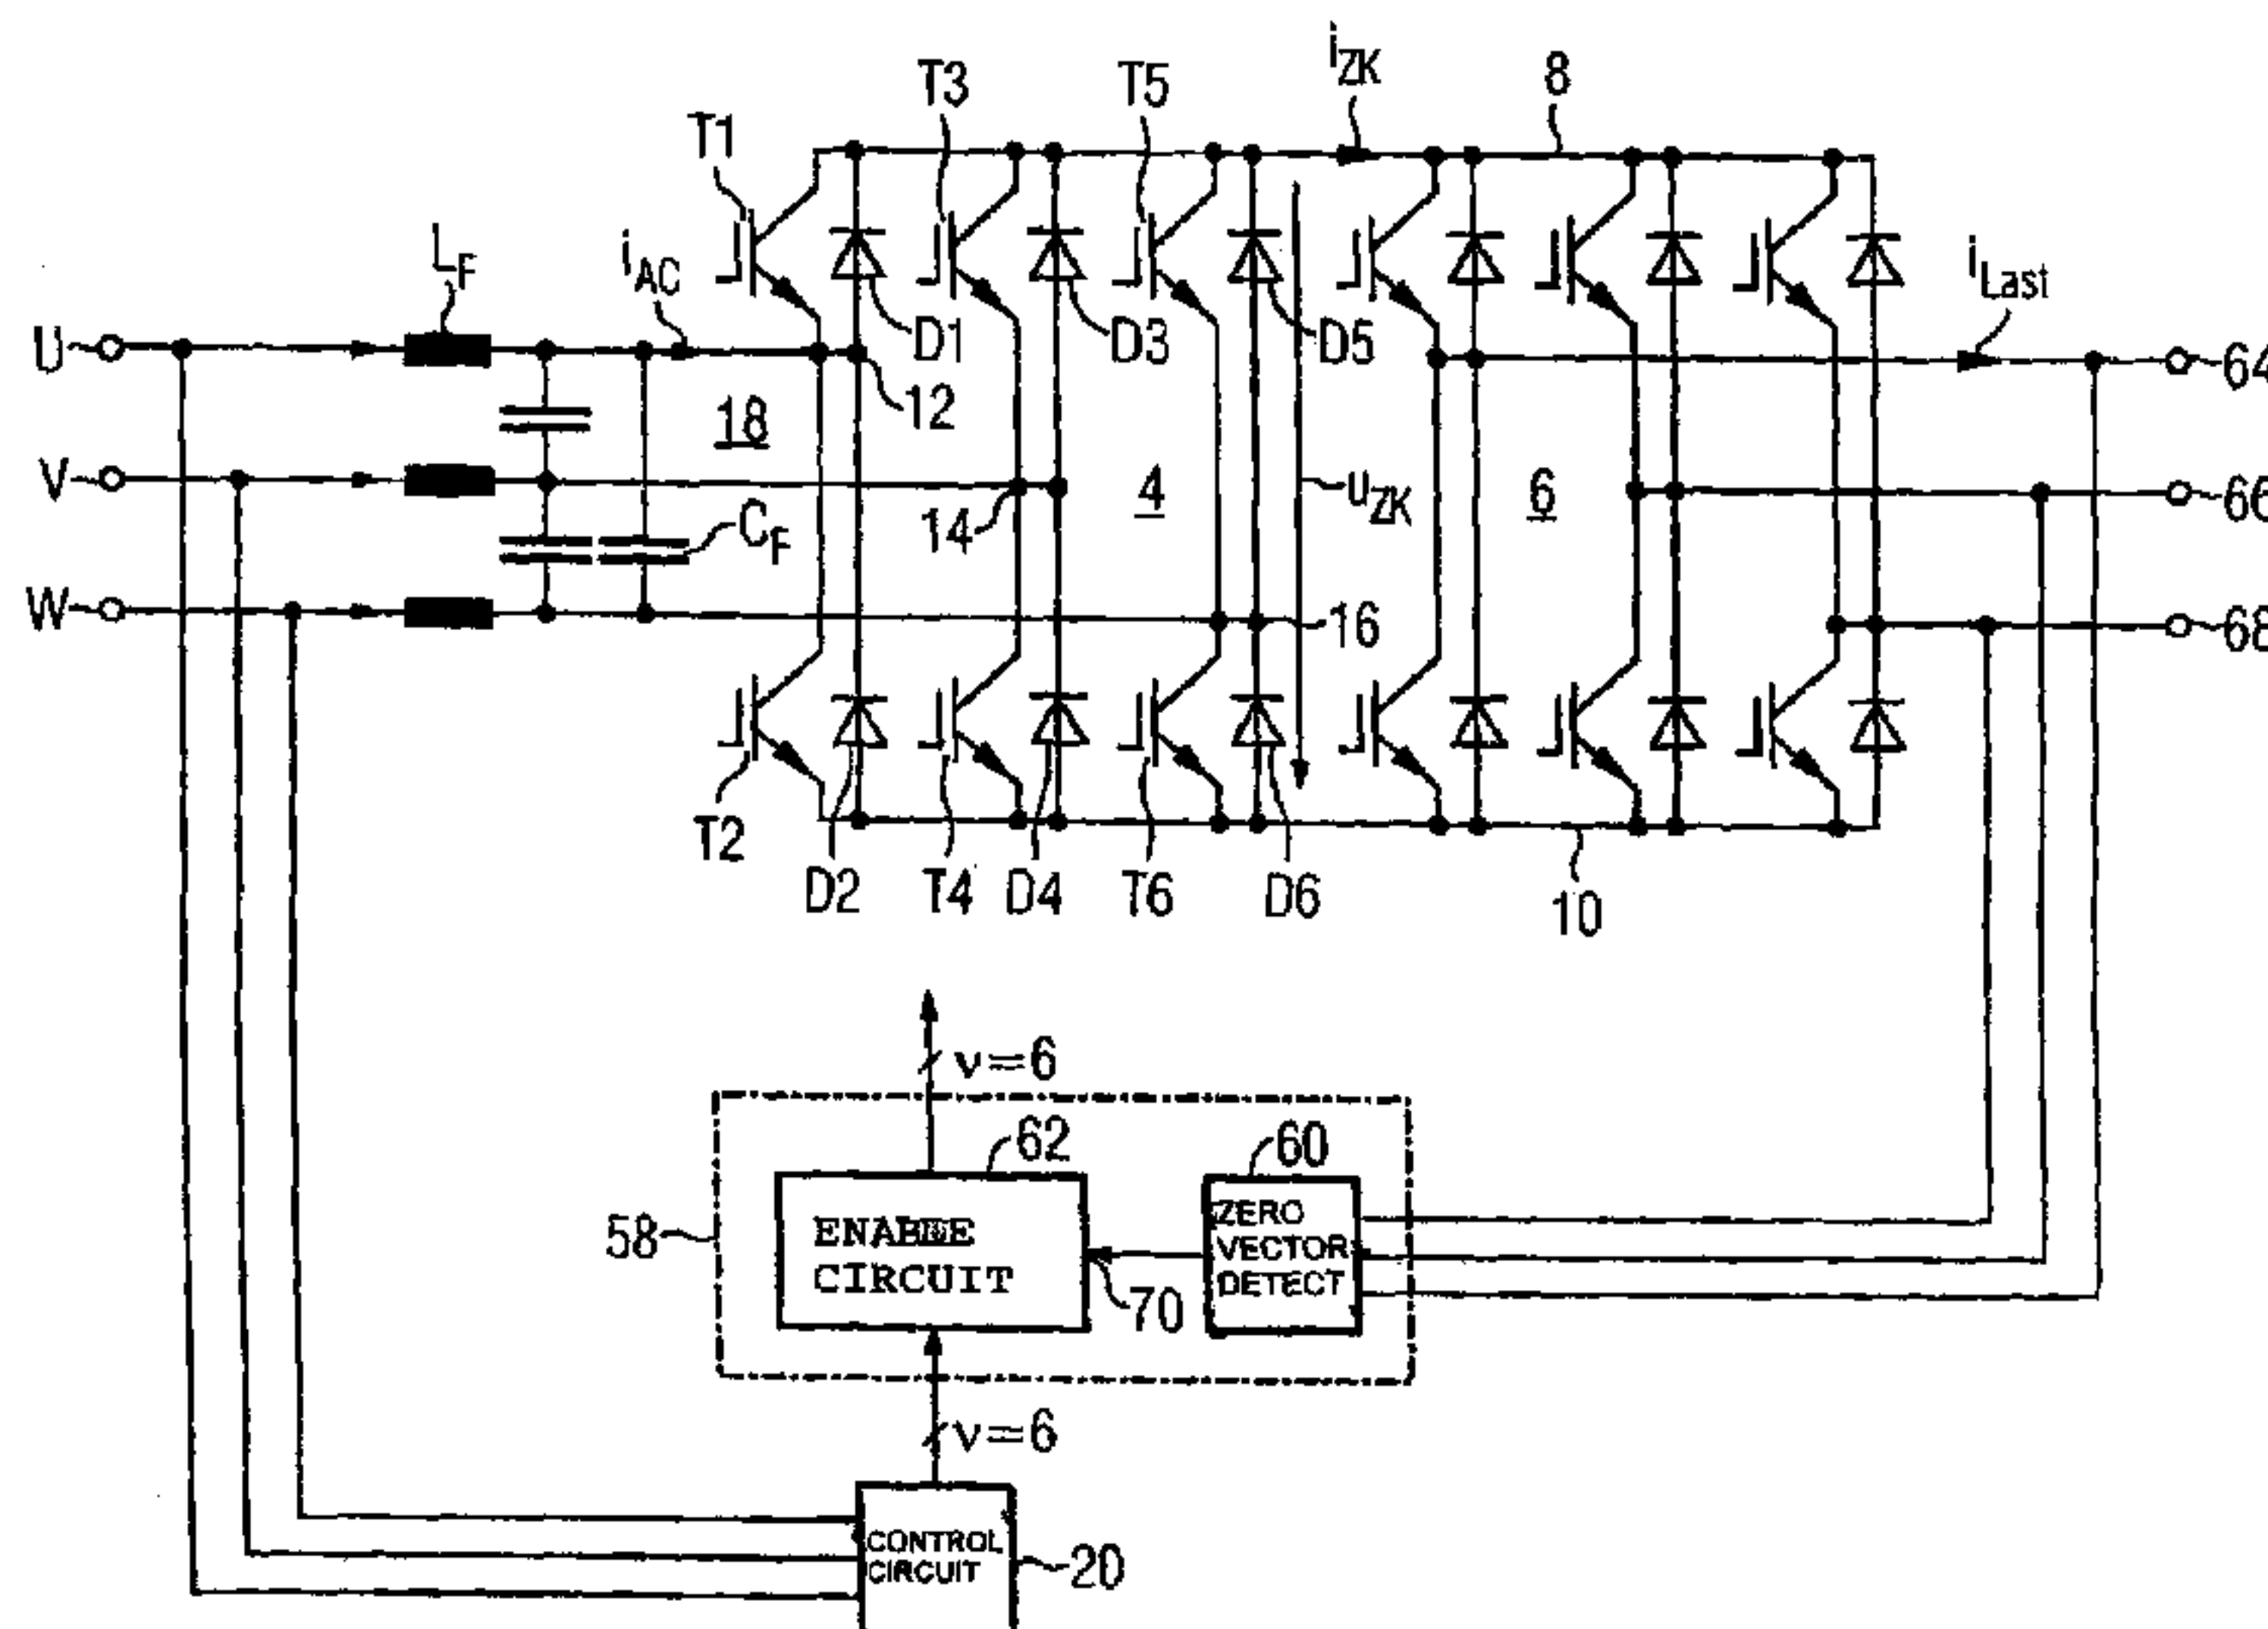 i_ZK
8
T3
T5
T1
L_F
i_AC
i_Last
U
D1
D3
D5
64
18
12
V
4
u_ZK
6
66
14
C_F
W
16
68
T2
D2
T4
D4
T6
D6
10
ν=6
62
60
58
CIRCUIT
ZERO
VECTOR
DETECT
70
ν=6
CONTROL
CIRCUIT
20